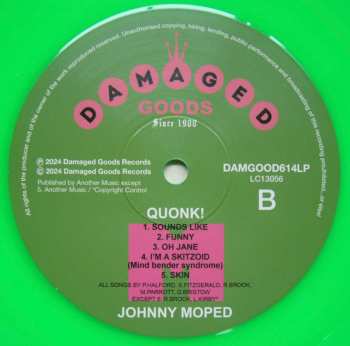 All rights of the producer and of the owner of the work reproduced reserved. Unauthorised copying, hiring, lending, public performance and broadcasting of this recording prohibited.
DAMAGED
GOODS
Since 1988
℗ 2024 Damaged Goods Records
© 2024 Damaged Goods Records
Published by Another Music except
5. Another Music / *Copyright Control
DAMGOOD614LP
LC13056
B
QUONK!
1. SOUNDS LIKE
2. FUNNY
3. OH JANE
4. I'M A SKITZOID
(Mind bender syndrome)
5. SKIN
ALL SONGS BY P.HALFORD, X.FITZGERALD, R.BROOK,
M.PARROTT, G.BRISTOW
EXCEPT 5. R.BROOK, L.KIRBY*
JOHNNY MOPED